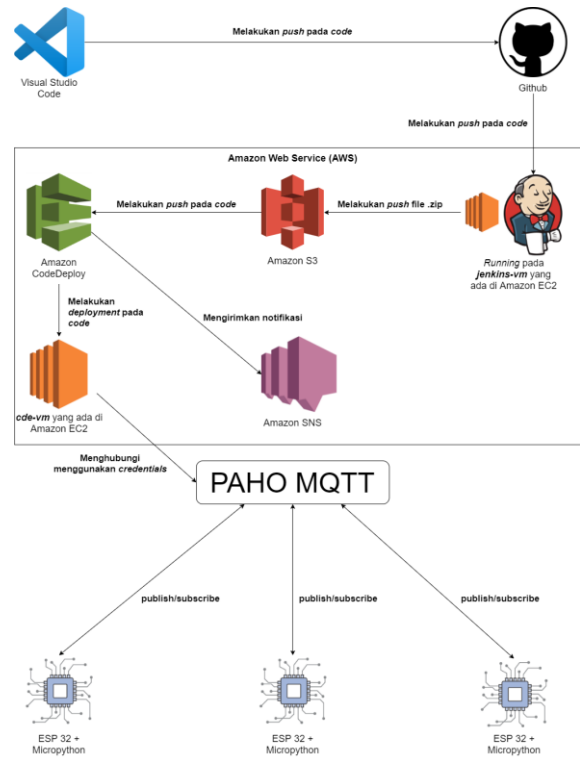 Melakukan push pada code
Visual Studio
Code
Github
Melakukan push pada code
Amazon Web Service (AWS)
Melakukan push pada code
Melakukan push file .zip
Amazon
CodeDeploy
Amazon S3
Running pada
jenkins-vm yang
ada di Amazon EC2
Melakukan
deployment pada
code
Mengirimkan notifikasi
cde-vm yang ada di
Amazon EC2
Amazon SNS
Menghubungi
menggunakan credentials
PAHO MQTT
publish/subscribe
publish/subscribe
publish/subscribe
ESP 32 +
Micropython
ESP 32 +
Micropython
ESP 32 +
Micropython